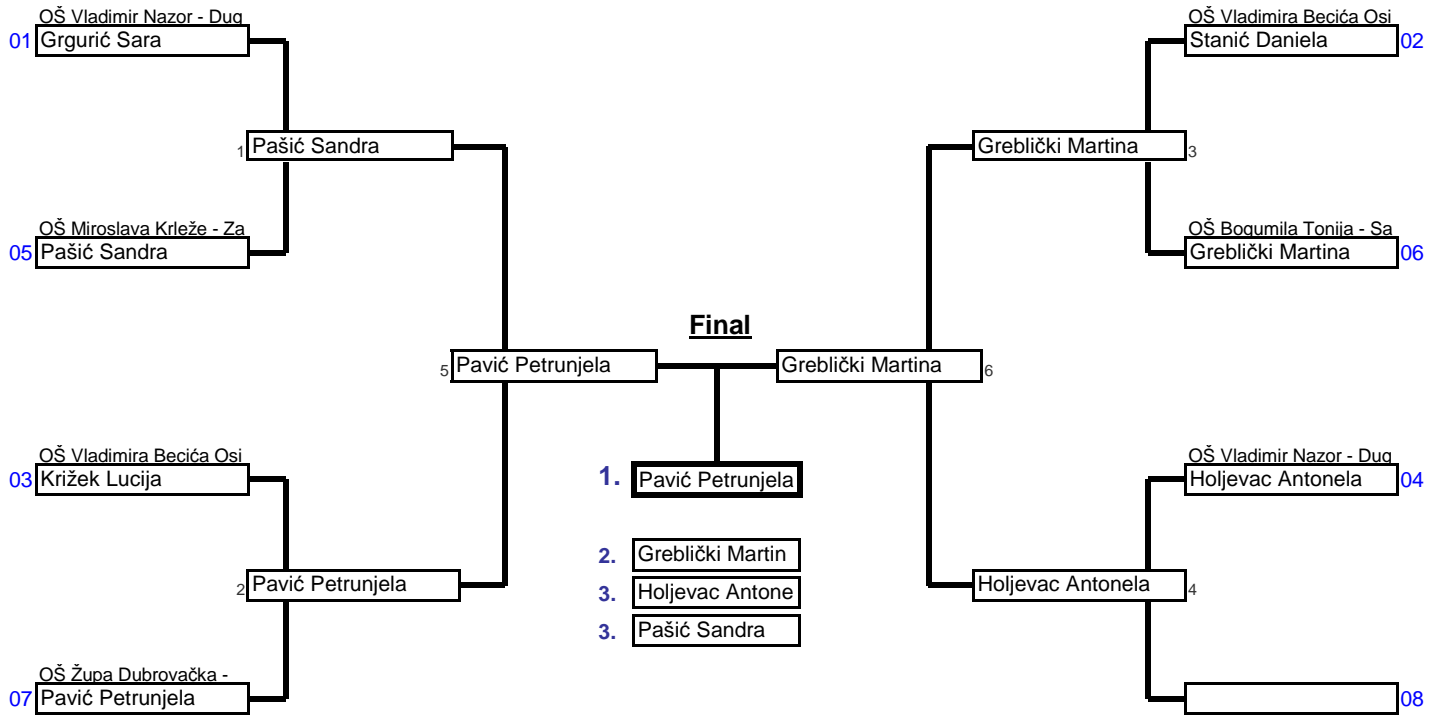 OŠ Vladimir Nazor - Dug
01 Grgurić Sara
OŠ Vladimira Becića Osi
Stanić Daniela 02
1 Pašić Sandra
Greblički Martina 3
OŠ Miroslava Krleže - Za
05 Pašić Sandra
OŠ Bogumila Tonija - Sa
Greblički Martina 06
Final
5 Pavić Petrunjela
Greblički Martina 6
OŠ Vladimira Becića Osi
03 Križek Lucija
1. Pavić Petrunjela
OŠ Vladimir Nazor - Dug
Holjevac Antonela 04
2. Greblički Martin
3. Holjevac Antone
3. Pašić Sandra
2 Pavić Petrunjela
Holjevac Antonela 4
OŠ Župa Dubrovačka -
07 Pavić Petrunjela
08